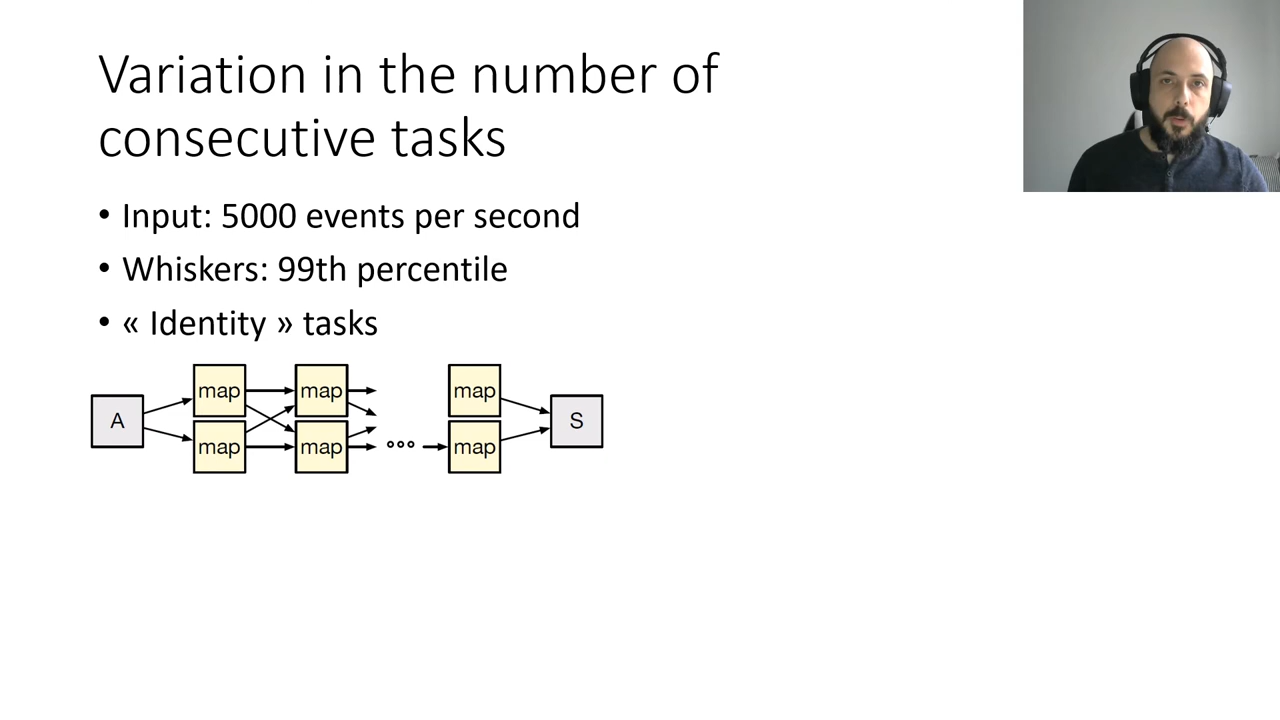 Variation in the number of
consecutive tasks
• Input: 5000 events per second
• Whiskers: 99th percentile
• « Identity » tasks
map map map
A S
map map map